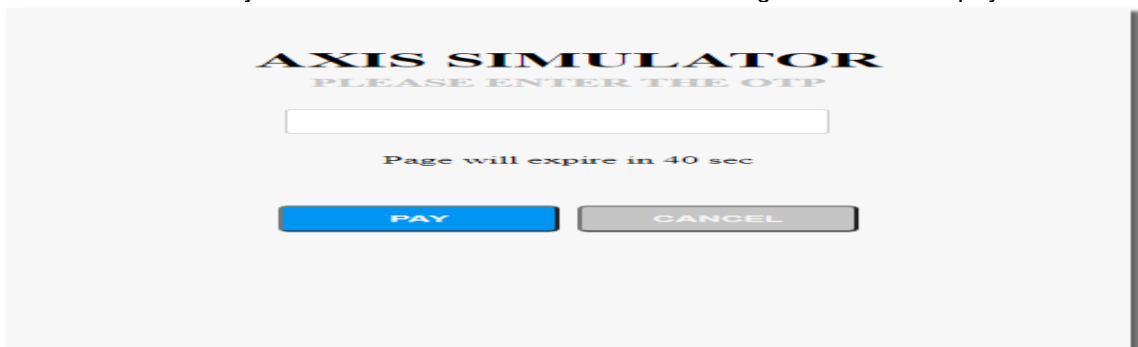 AXIS SIMULATOR
PLEASE ENTER THE OTP
Page will expire in 40 sec
PAY
CANCEL